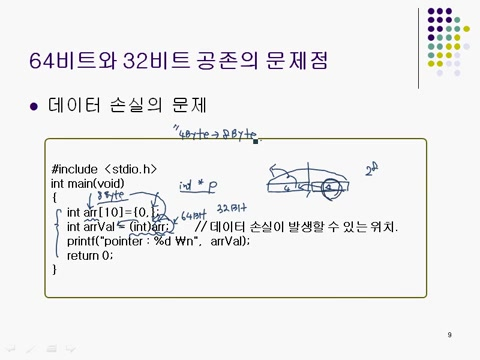 64비트와 32비트 공존의 문제점
● 데이터 손실의 문제
"4Byte → 8Byte
#include <stdio.h>
int main(void)
int * p
2⁸
8Byte
{
int arr[10]={0,};
64Bit 32Bit
int arrVal = (int)arr; // 데이터 손실이 발생할 수 있는 위치.
printf("pointer : %d ₩n", arrVal);
return 0;
}
9